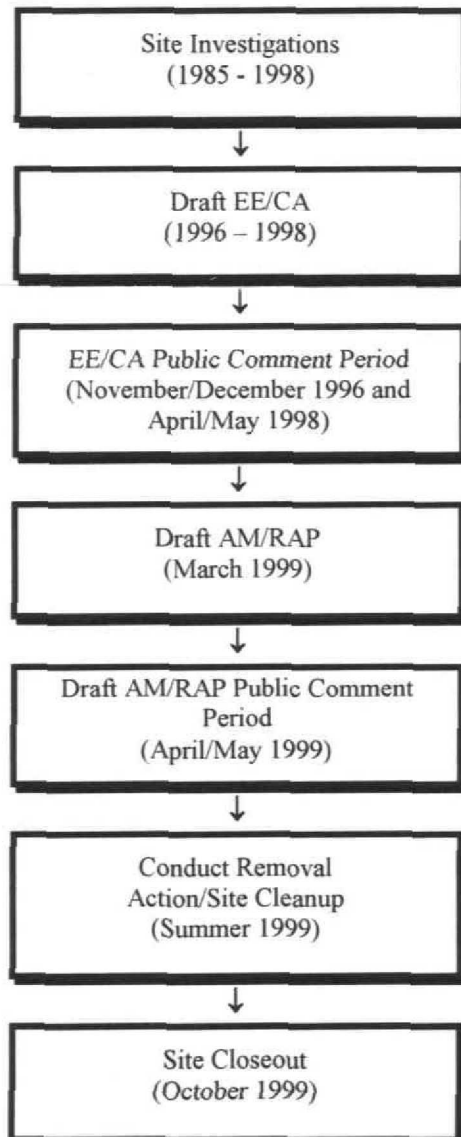 Site Investigations
(1985 - 1998)
↓
Draft EE/CA
(1996 – 1998)
↓
EE/CA Public Comment Period
(November/December 1996 and
April/May 1998)
↓
Draft AM/RAP
(March 1999)
↓
Draft AM/RAP Public Comment
Period
(April/May 1999)
↓
Conduct Removal
Action/Site Cleanup
(Summer 1999)
↓
Site Closeout
(October 1999)